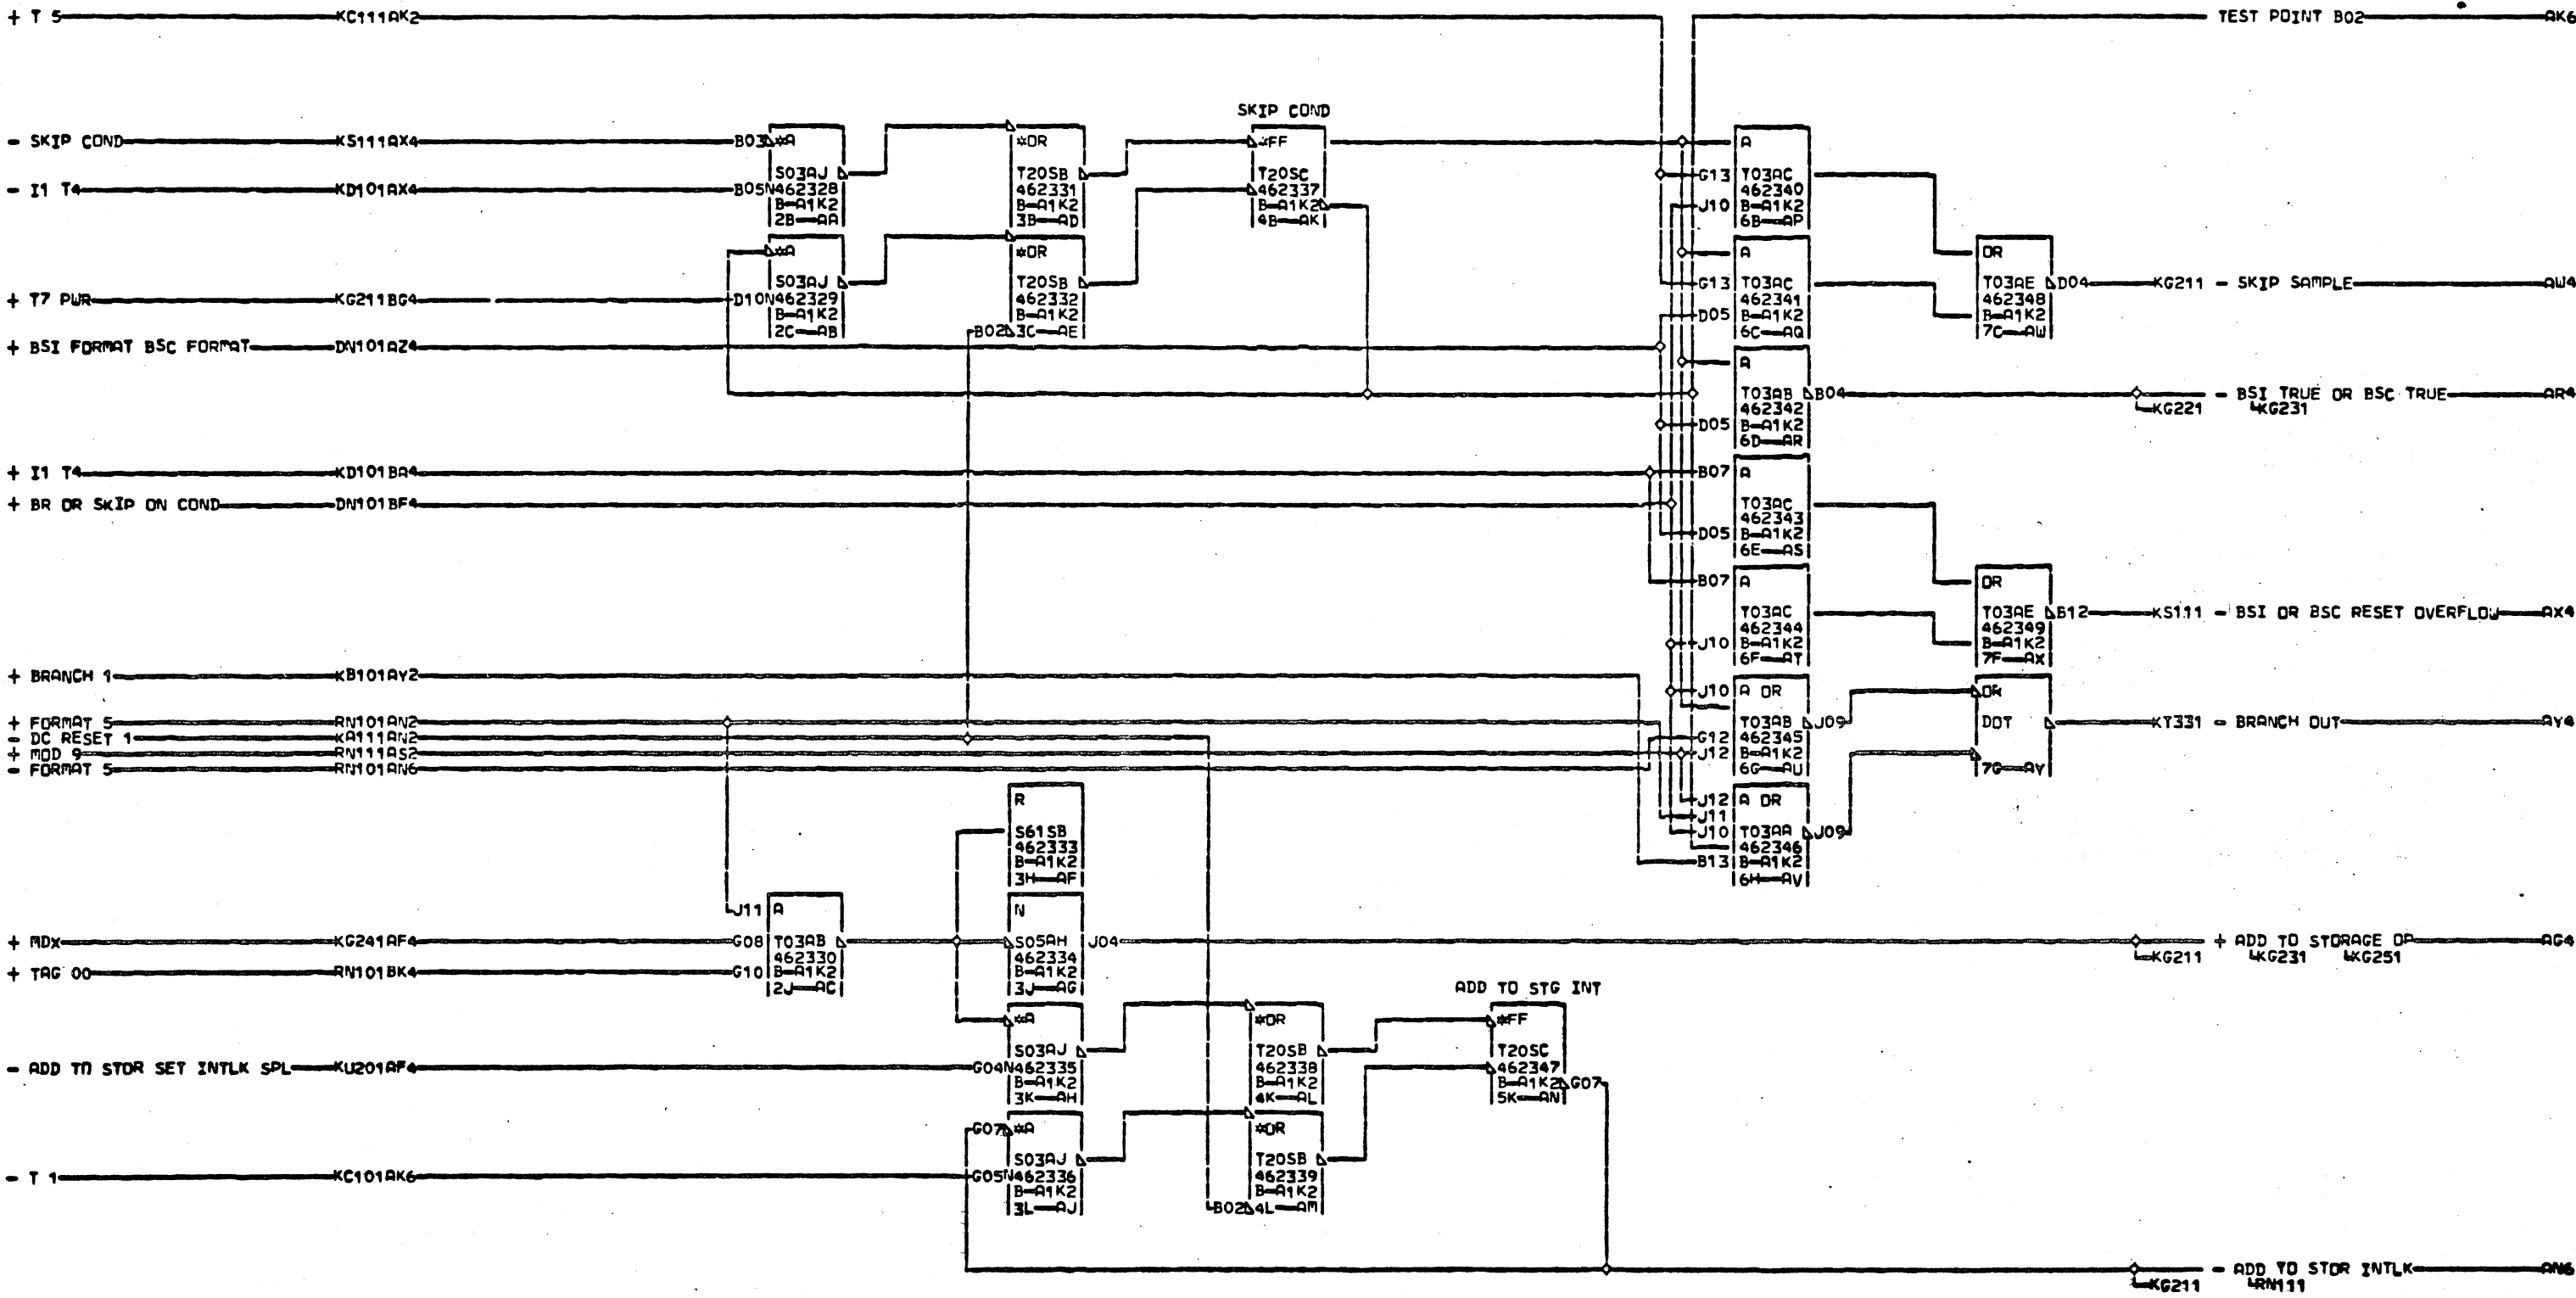 + T 5 KC111AK2 TEST POINT B02 AK6
SKIP COND
- SKIP COND KS111AX4 B03 *A *OR *FF A
S03AJ T20SB T20SC G13 T03AC
- I1 T4 KD101AX4 B05 N 462328 462331 462337 462340
B-A1K2 B-A1K2 B-A1K2 J10 B-A1K2
2B-AA 3B-AD 4B-AK 6B-AP
*A *OR A OR
S03AJ T20SB G13 T03AC T03AE D04 KG211 - SKIP SAMPLE AW4
+ T7 PWR KG211BG4 D10 N 462329 462332 462341 462348
B-A1K2 B-A1K2 D05 B-A1K2 B-A1K2
2C-AB B02 3C-AE 6C-AQ 7C-AW
+ BSI FORMAT BSC FORMAT DN101AZ4
A
T03AB B04 - BSI TRUE OR BSC TRUE AR4
462342 KG221 KG231
D05 B-A1K2
6D-AR
+ I1 T4 KD101BA4 B07 A
+ BR OR SKIP ON COND DN101BF4 T03AC
462343
D05 B-A1K2
6E-AS
B07 A OR
T03AC T03AE B12 KS111 - BSI OR BSC RESET OVERFLOW AX4
462344 462349
J10 B-A1K2 B-A1K2
6F-AT 7F-AX
+ BRANCH 1 KB101AY2
J10 A OR OR
+ FORMAT 5 RN101AN2 T03AB J09 DOT KT331 - BRANCH OUT AY4
- DC RESET 1 KA111AN2 G12 462345
+ MOD 9 RN111AS2 J12 B-A1K2
- FORMAT 5 RN101AN6 6G-AU 7G-AY
R J12 A OR
J11
S61SB J10 T03AA J09
462333 462346
B-A1K2 B13 B-A1K2
3H-AF 6H-AV
J11 A N
+ MDX KG241AF4 G08 T03AB S05AH J04 + ADD TO STORAGE OP AG4
462330 462334 KG211 KG231 KG251
+ TAG 00 RN101BK4 G10 B-A1K2 B-A1K2
2J-AC 3J-AG
ADD TO STG INT
*A *OR *FF
S03AJ T20SB T20SC
- ADD TO STOR SET INTLK SPL KU201AF4 G04 N 462335 462338 462347
B-A1K2 B-A1K2 B-A1K2 G07
3K-AH 4K-AL 5K-AN
G07 *A *OR
S03AJ T20SB
- T 1 KC101AK6 G05 N 462336 462339
B-A1K2 B-A1K2
3L-AJ B02 4L-AM
- ADD TO STOR INTLK AN6
KG211 RN111